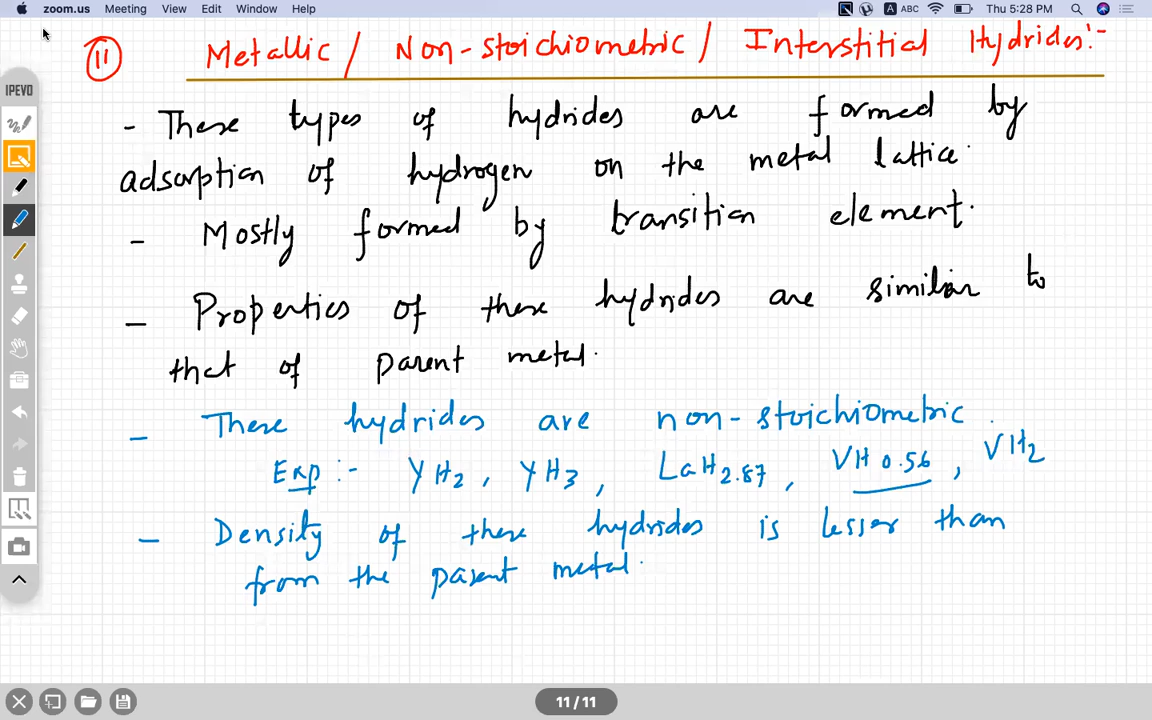 zoom.us Meeting View Edit Window Help ABC Thu 5:28 PM
IPEVO
11 Metallic / Non-stoichiometric / Interstitial Hydrides:-
- These types of hydrides are formed by
adsorption of hydrogen on the metal lattice.
- Mostly formed by transition element.
- Properties of these hydrides are similar to
that of parent metal.
- These hydrides are non-stoichiometric.
Exp:- YH2, YH3, LaH2.87, VH0.56, VH2
- Density of these hydrides is lesser than
from the parent metal.
11/11